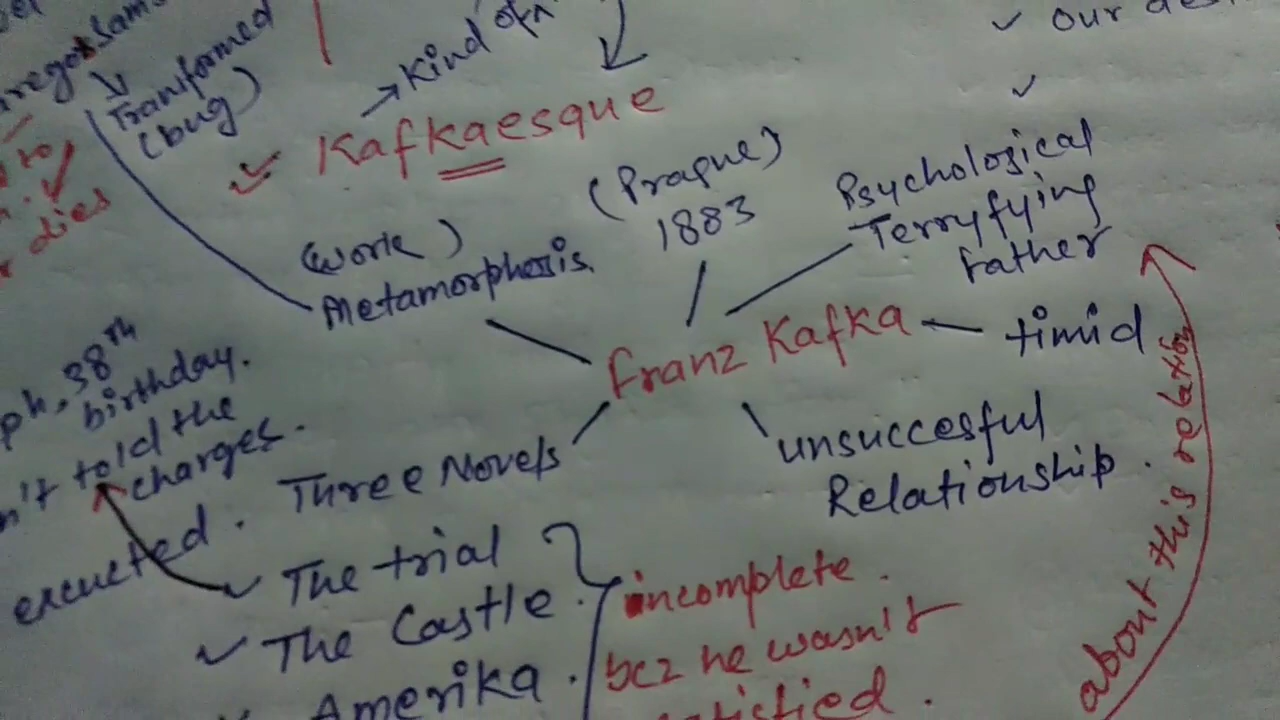 Transformed
(bug)
→ Kind of
✓ our
✓
Kafkaesque
dies
(work)
Metamorphosis.
(Prague)
1883
Psychological
Terryfying
father
Franz Kafka — timid
unsuccesful
Relationship.
38th
birthday.
told the
charges.
executed.
Three Novels
✓ The trial
✓ The Castle.
Amerika.
incomplete.
bcz he wasn't
about this relation